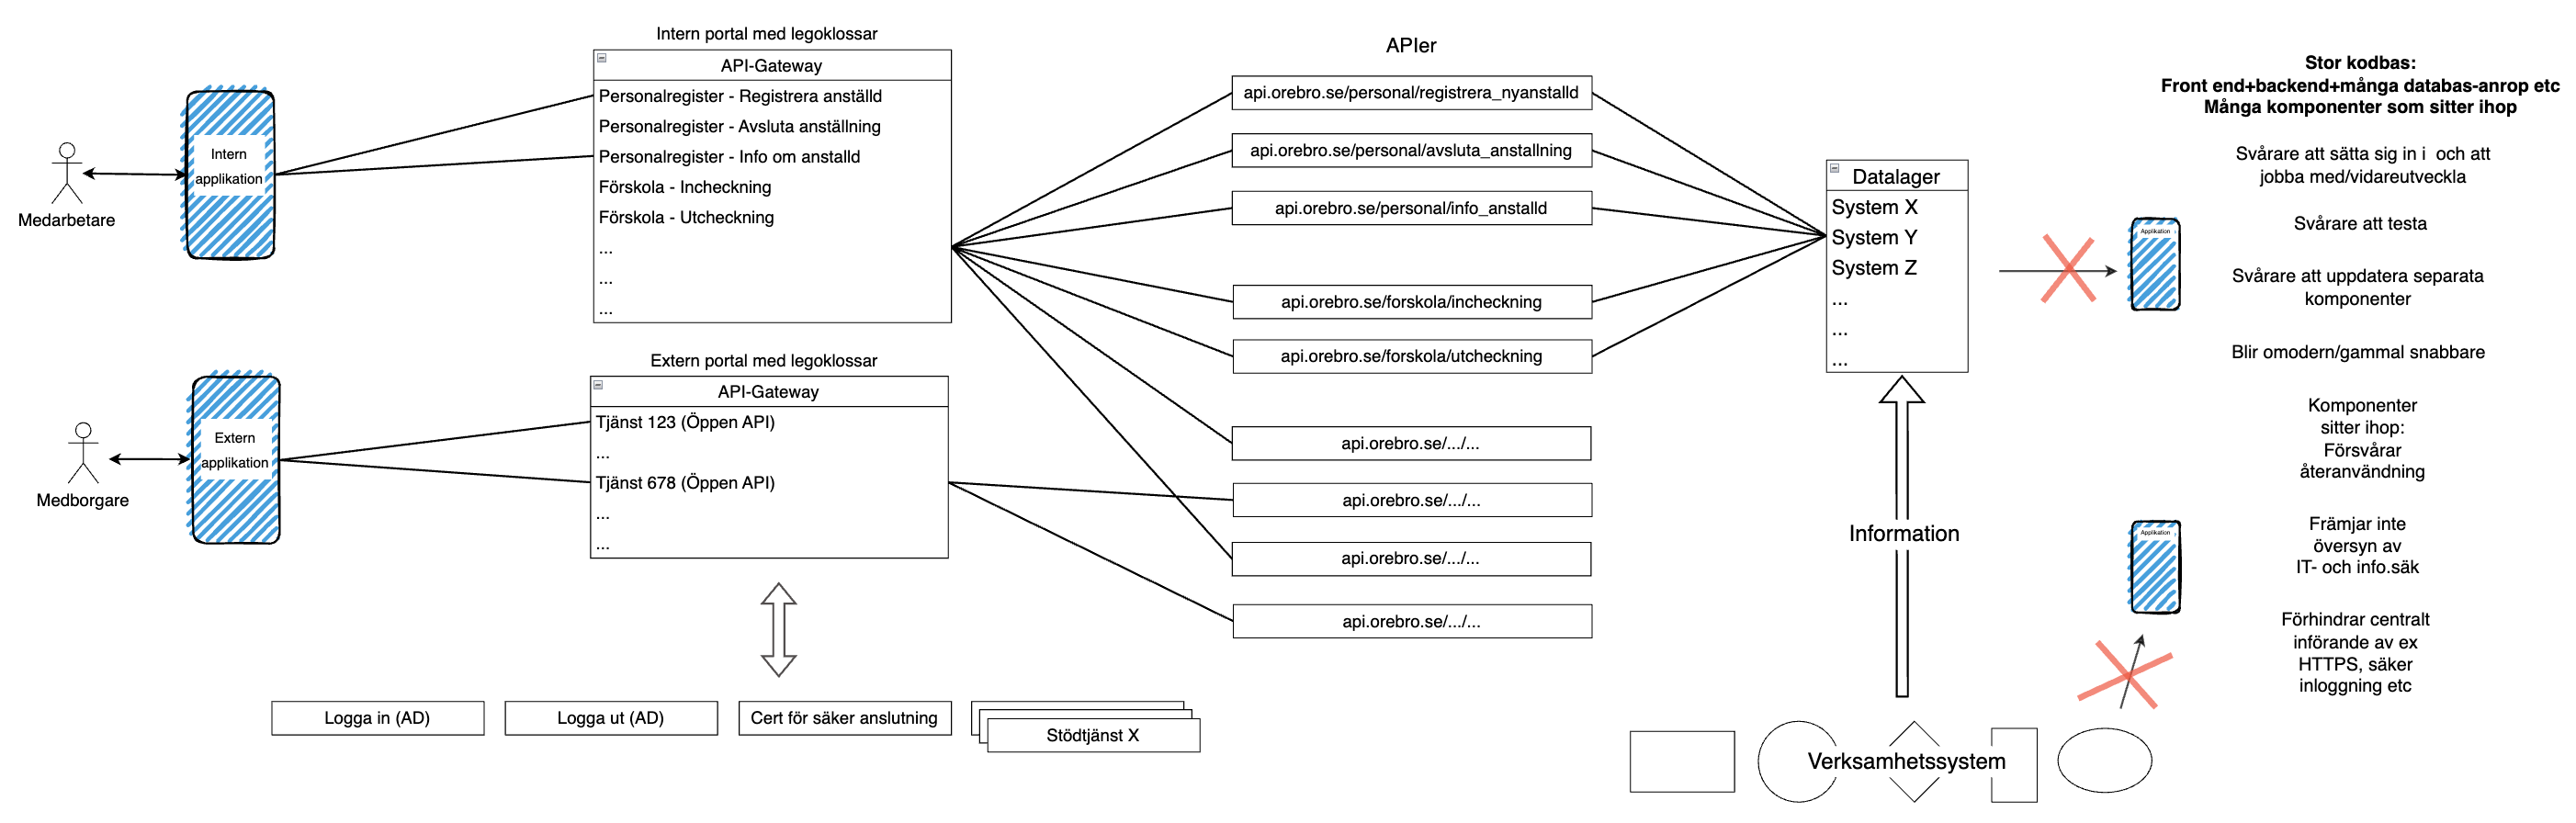 Intern portal med legoklossar
API-Gateway
Personalregister - Registrera anställd
Personalregister - Avsluta anställning
Personalregister - Info om anstalld
Förskola - Incheckning
Förskola - Utcheckning
...
...
...
Intern
applikation
Medarbetare
Extern portal med legoklossar
API-Gateway
Tjänst 123 (Öppen API)
...
Tjänst 678 (Öppen API)
...
...
Extern
applikation
Medborgare
Logga in (AD)
Logga ut (AD)
Cert för säker anslutning
Stödtjänst X
APIer
api.orebro.se/personal/registrera_nyanstalld
api.orebro.se/personal/avsluta_anstallning
api.orebro.se/personal/info_anstalld
api.orebro.se/forskola/incheckning
api.orebro.se/forskola/utcheckning
api.orebro.se/.../...
api.orebro.se/.../...
api.orebro.se/.../...
api.orebro.se/.../...
Datalager
System X
System Y
System Z
...
...
...
Information
Verksamhetssystem
Applikation
Applikation
Stor kodbas:
Front end+backend+många databas-anrop etc
Många komponenter som sitter ihop
Svårare att sätta sig in i  och att
jobba med/vidareutveckla
Svårare att testa
Svårare att uppdatera separata
komponenter
Blir omodern/gammal snabbare
Komponenter
sitter ihop:
Försvårar
återanvändning
Främjar inte
översyn av
IT- och info.säk
Förhindrar centralt
införande av ex
HTTPS, säker
inloggning etc